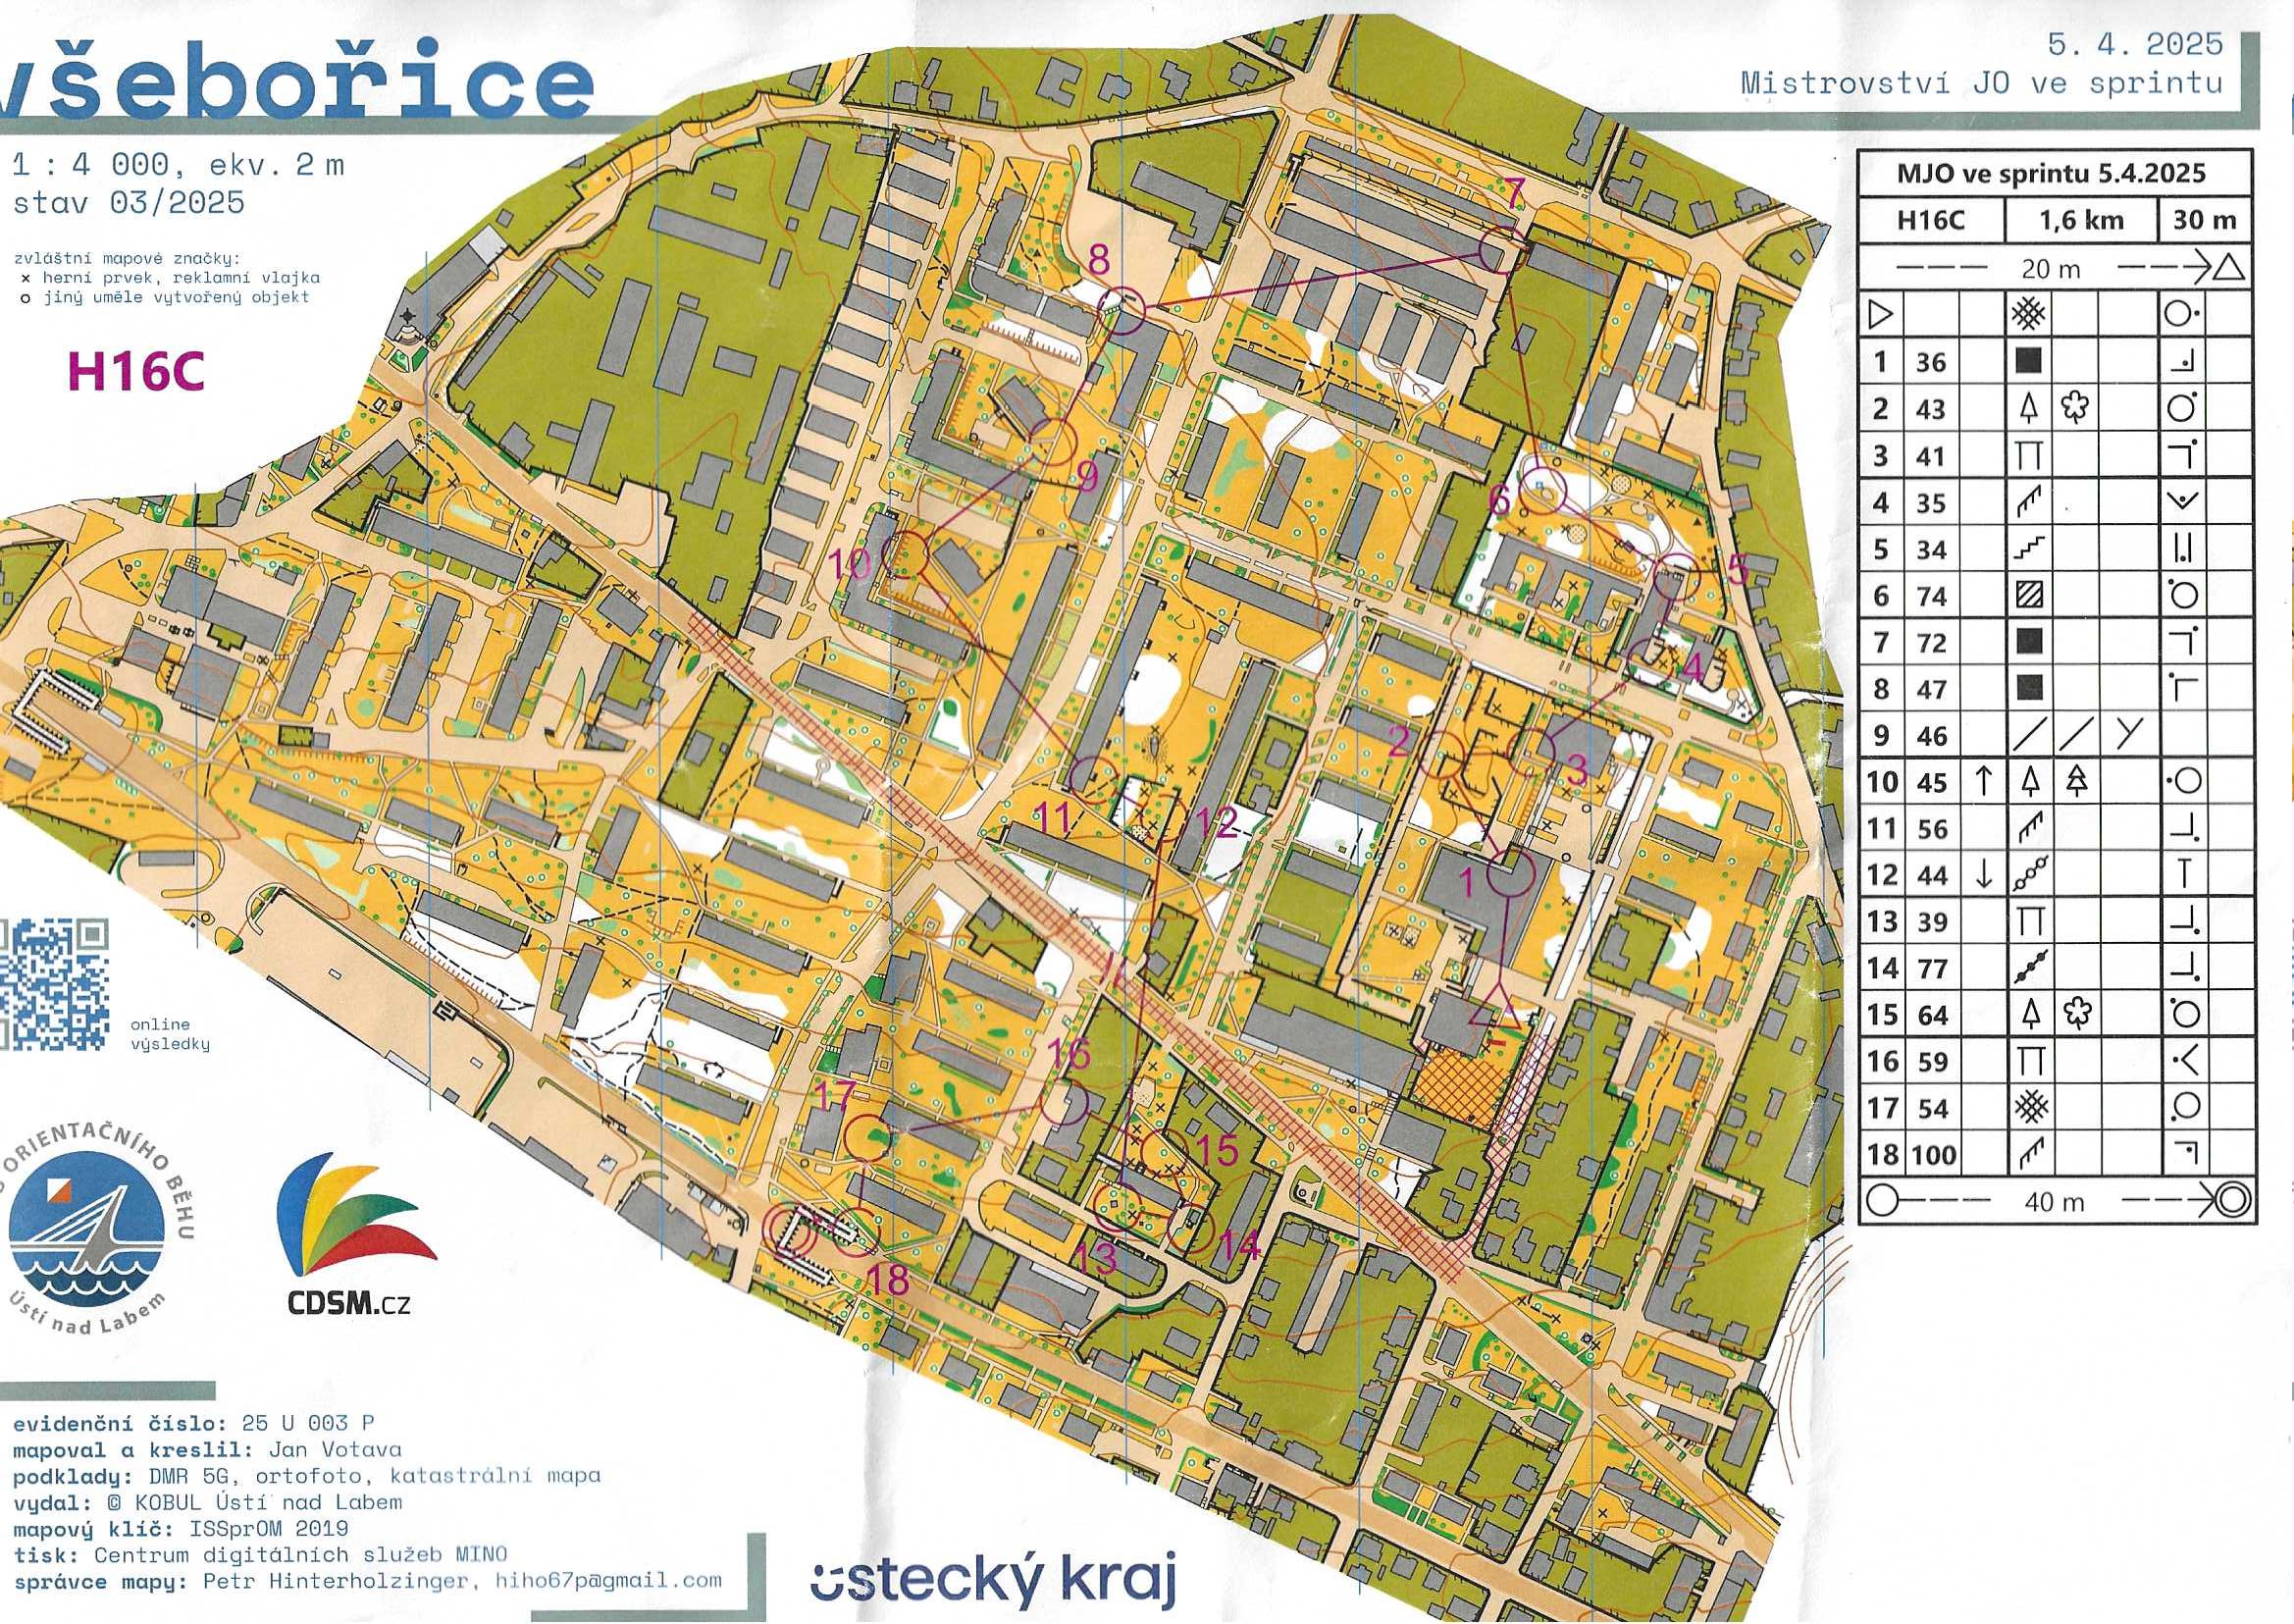 všebořice
1 : 4 000, ekv. 2 m
stav 03/2025
zvláštní mapové značky:
x herní prvek, reklamní vlajka
o jiný uměle vytvořený objekt
H16C
5. 4. 2025
Mistrovství JO ve sprintu
MJO ve sprintu 5.4.2025
H16C 1,6 km 30 m
20 m
1 36
2 43
3 41
4 35
5 34
6 74
7 72
8 47
9 46
10 45
11 56
12 44
13 39
14 77
15 64
16 59
17 54
18 100
40 m
7
8
6
9
5
10
4
2
3
11
12
1
16
17
15
13
14
18
online
výsledky
ORIENTAČNÍHO BĚHU
Ústí nad Labem
CDSM.cz
evidenční číslo: 25 U 003 P
mapoval a kreslil: Jan Votava
podklady: DMR 5G, ortofoto, katastrální mapa
vydal: © KOBUL Ústí nad Labem
mapový klíč: ISSprOM 2019
tisk: Centrum digitálních služeb MINO
správce mapy: Petr Hinterholzinger, hiho67p@gmail.com
ústecký kraj